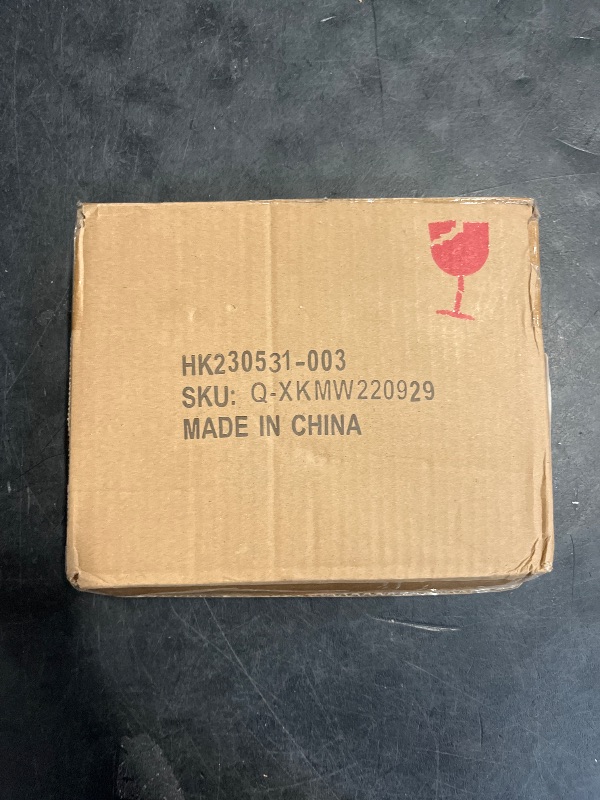 HK230531-003
SKU: Q-XKMW220929
MADE IN CHINA